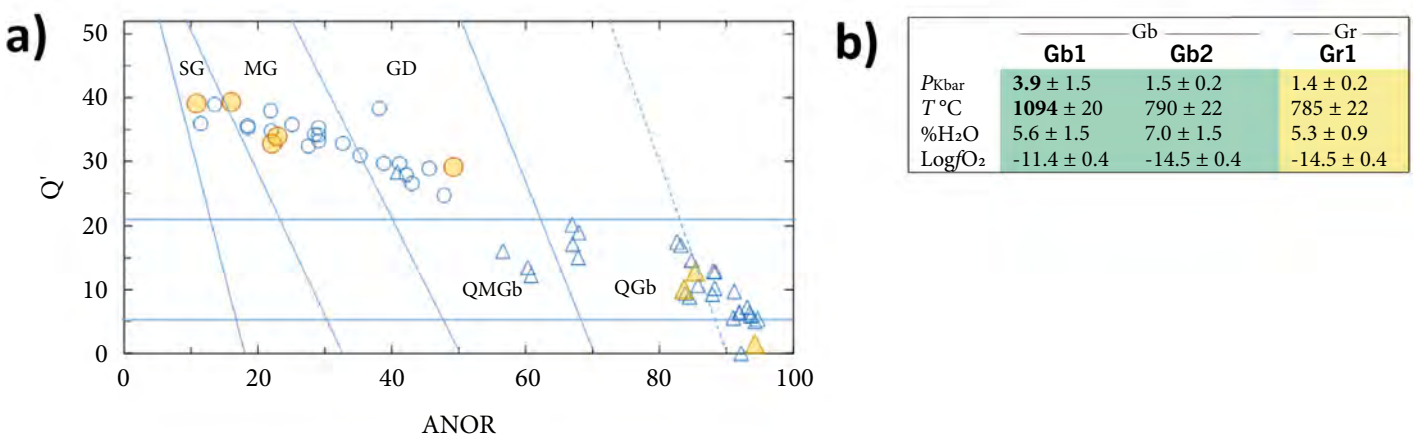 a)
50
40
30
20
10
0
Q'
SG
MG
GD
QMGb
QGb
0
20
40
60
80
100
ANOR
b)
Gb
Gr
Gb1 Gb2 Gr1
PKbar 3.9 ± 1.5 1.5 ± 0.2 1.4 ± 0.2
T °C 1094 ± 20 790 ± 22 785 ± 22
%H₂O 5.6 ± 1.5 7.0 ± 1.5 5.3 ± 0.9
LogfO₂ -11.4 ± 0.4 -14.5 ± 0.4 -14.5 ± 0.4